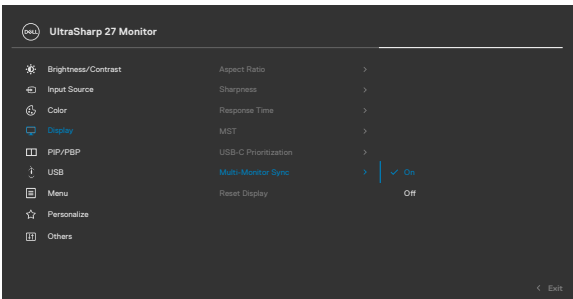 DELL UltraSharp 27 Monitor
Brightness/Contrast
Input Source
Color
Display
PIP/PBP
USB
Menu
Personalize
Others
Aspect Ratio
Sharpness
Response Time
MST
USB-C Prioritization
Multi-Monitor Sync
Reset Display
On
Off
Exit